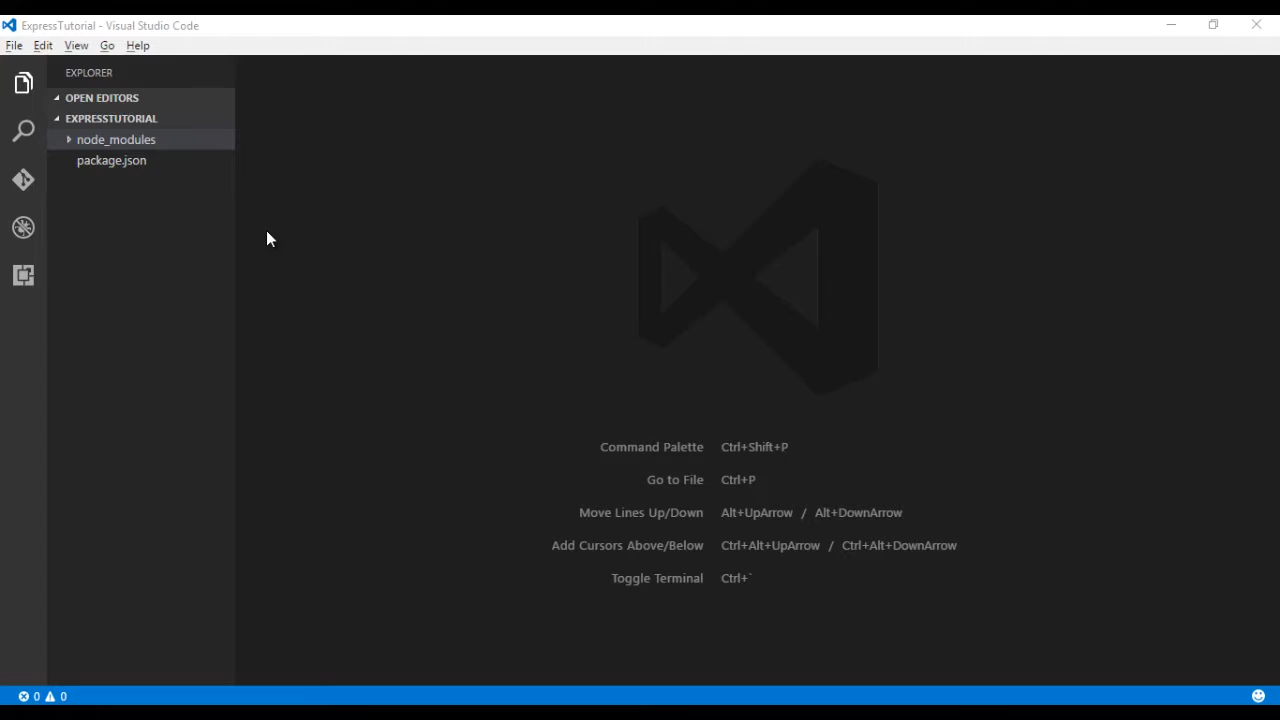 ExpressTutorial - Visual Studio Code
File Edit View Go Help
EXPLORER
OPEN EDITORS
EXPRESSTUTORIAL
node_modules
package.json
Command Palette Ctrl+Shift+P
Go to File Ctrl+P
Move Lines Up/Down Alt+UpArrow / Alt+DownArrow
Add Cursors Above/Below Ctrl+Alt+UpArrow / Ctrl+Alt+DownArrow
Toggle Terminal Ctrl+`
0 0